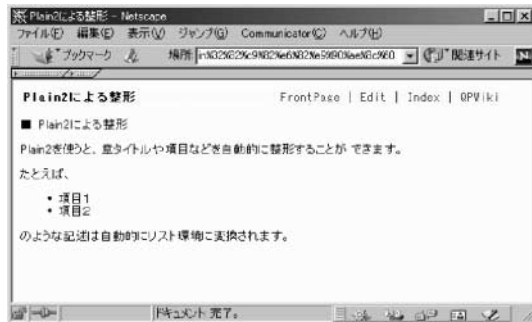 Plain2による整形 - Netscape
ファイル(F) 編集(E) 表示(V) ジャンプ(G) Communicator(C) ヘルプ(H)
ブックマーク 場所: 関連サイト
Plain2による整形 FrontPage | Edit | Index | QPWiki
■ Plain2による整形
Plain2を使うと、章タイトルや項目などを自動的に整形することが できます。
たとえば、
• 項目1
• 項目2
のような記述は自動的にリスト環境に変換されます。
ドキュメント 完了。